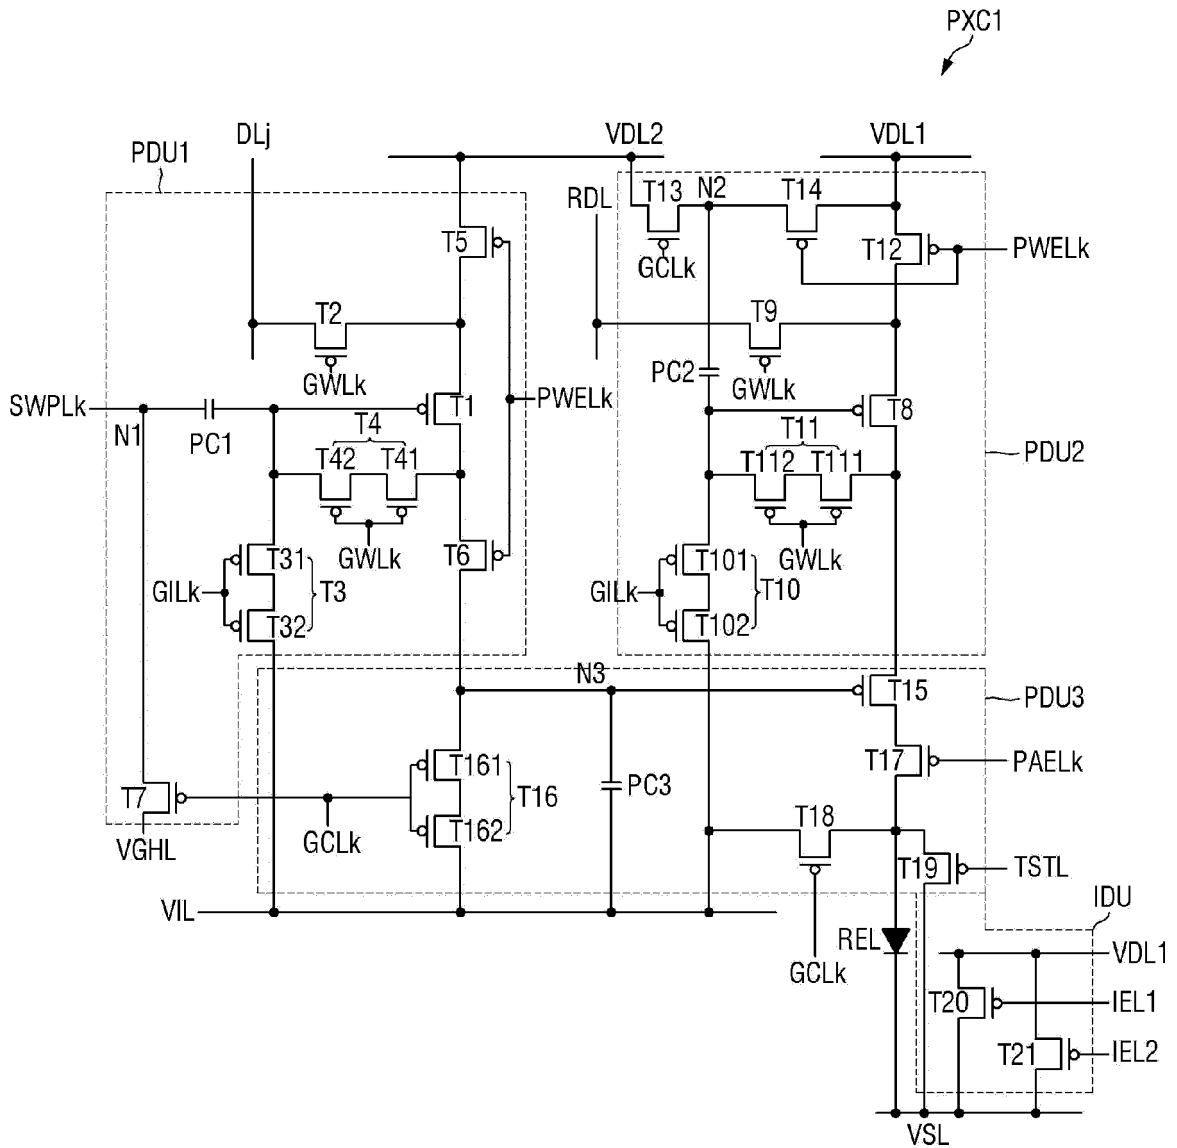 PXC1
DLj
VDL2
VDL1
PDU1
T13
N2
T14
RDL
T5
T12
PWELk
GCLk
T2
T9
PC2
GWLk
GWLk
SWPLk
T1
PWELk
T8
N1
PC1
T4
T11
PDU2
T42
T41
T112
T111
GWLk
GWLk
T31
T6
T101
GILk
T3
GILk
T10
T32
T102
N3
T15
PDU3
T161
T17
PAELk
T7
T16
PC3
T162
T18
VGHL
GCLk
T19
TSTL
VIL
IDU
REL
VDL1
GCLk
T20
IEL1
T21
IEL2
VSL